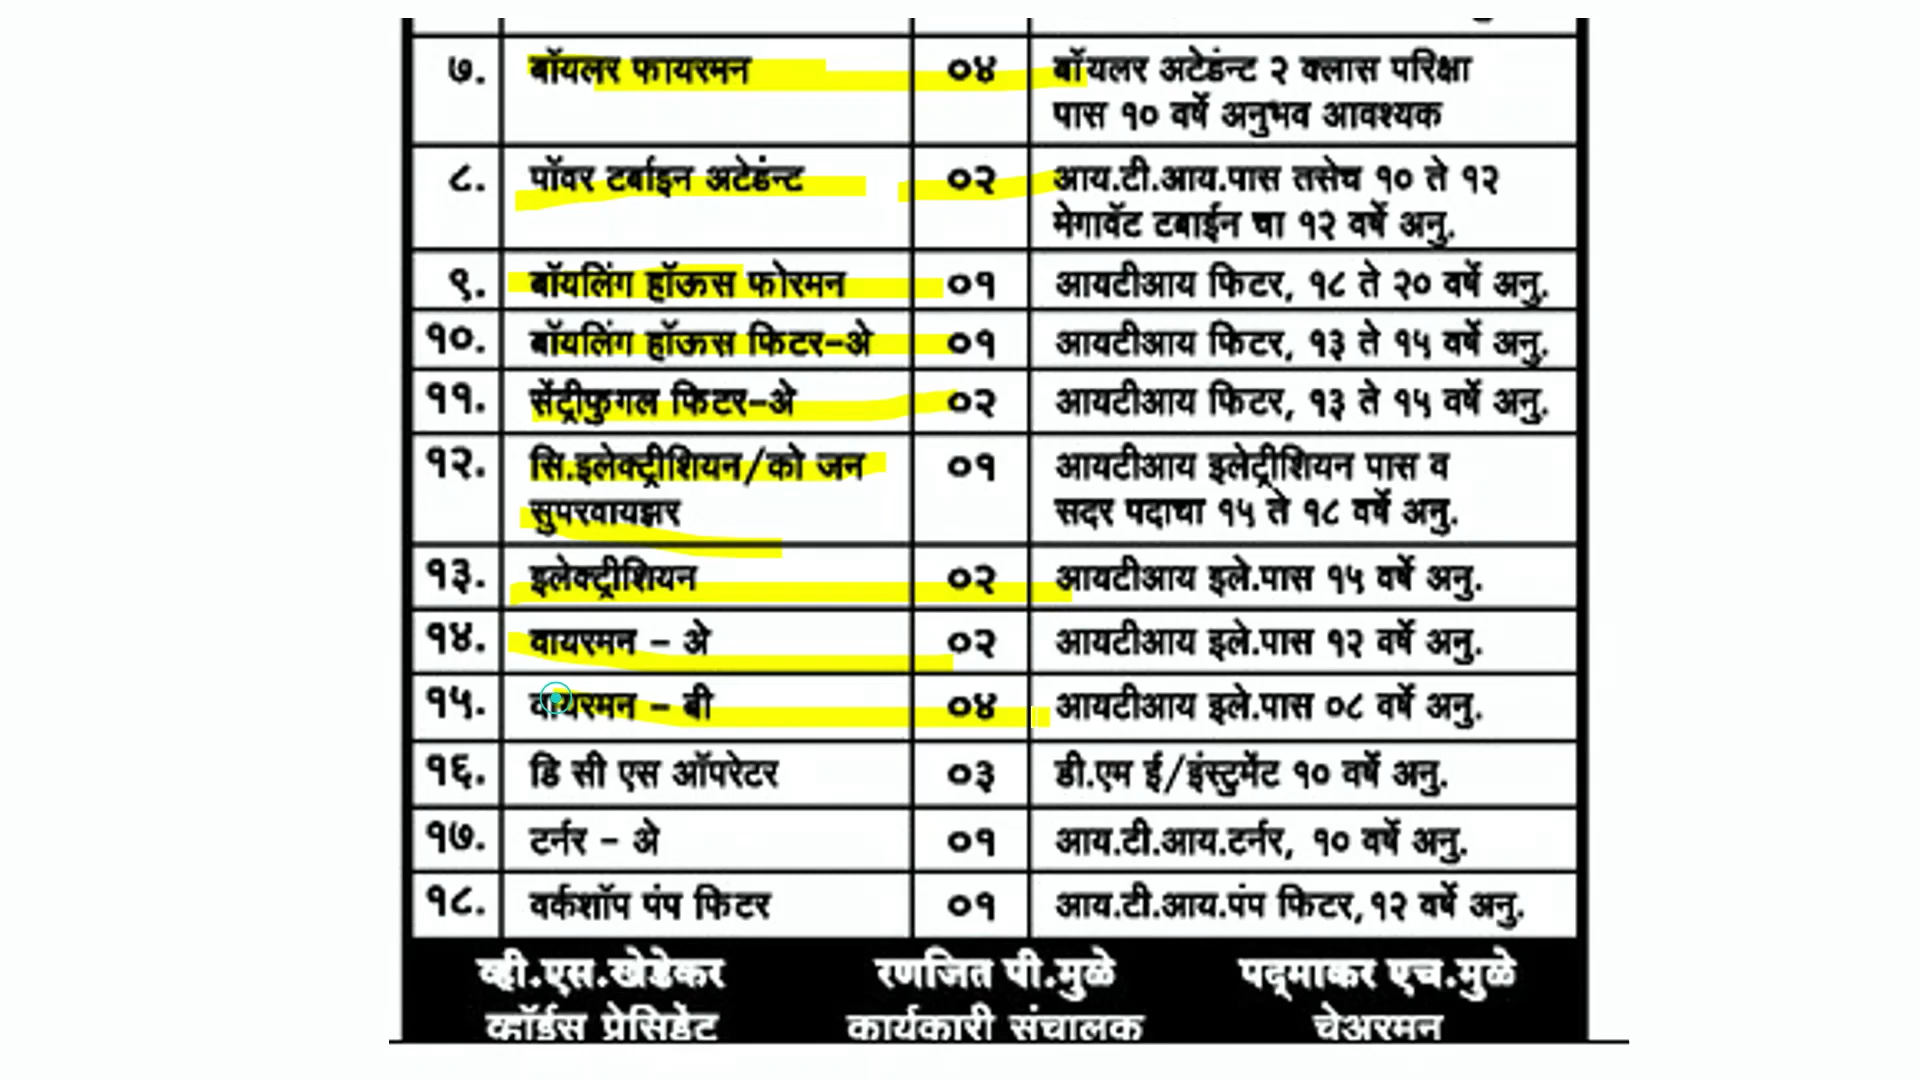 ७. बॉयलर फायरमन ०४ बॉयलर अटेडंन्ट २ क्लास परिक्षा
पास १० वर्षे अनुभव आवश्यक
८. पॉवर टर्बाइन अटेडंन्ट ०२ आय.टी.आय.पास तसेच १० ते १२
मेगावॅट टबाईन चा १२ वर्षे अनु.
९. बॉयलिंग हॉऊस फोरमन ०१ आयटीआय फिटर, १८ ते २० वर्षे अनु.
१०. बॉयलिंग हॉऊस फिटर-अे ०१ आयटीआय फिटर, १३ ते १५ वर्षे अनु.
११. सेंट्रीफुगल फिटर-अे ०२ आयटीआय फिटर, १३ ते १५ वर्षे अनु.
१२. सि.इलेक्ट्रीशियन/को जन ०१ आयटीआय इलेट्रीशियन पास व
सुपरवायझर सदर पदाचा १५ ते १८ वर्षे अनु.
१३. इलेक्ट्रीशियन ०२ आयटीआय इले.पास १५ वर्षे अनु.
१४. वायरमन - अे ०२ आयटीआय इले.पास १२ वर्षे अनु.
१५. वायरमन - बी ०४ आयटीआय इले.पास ०८ वर्षे अनु.
१६. डि सी एस ऑपरेटर ०३ डी.एम ई/इंस्टुमेंट १० वर्षे अनु.
१७. टर्नर - अे ०१ आय.टी.आय.टर्नर, १० वर्षे अनु.
१८. वर्कशॉप पंप फिटर ०१ आय.टी.आय.पंप फिटर,१२ वर्षे अनु.
व्ही.एस.खेडेकर रणजित पी.मुळे पद्माकर एच.मुळे
व्हॉईस प्रेसिडेंट कार्यकारी संचालक चेअरमन